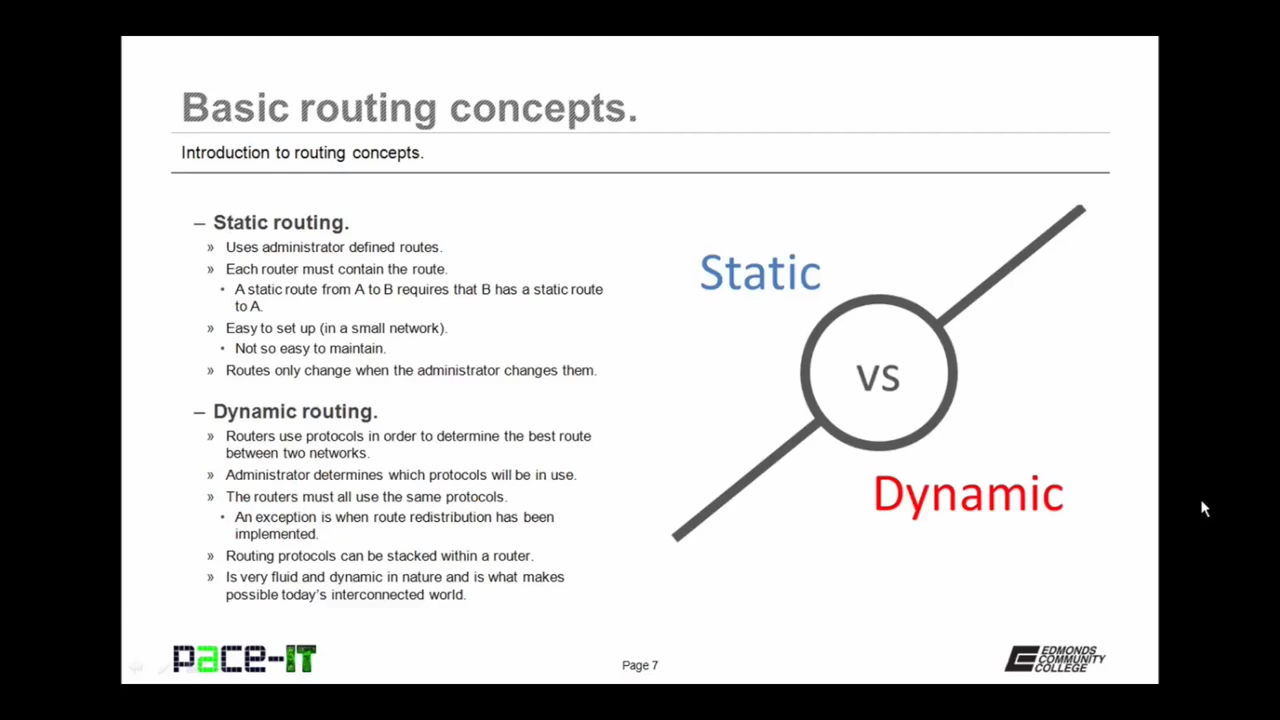 Basic routing concepts.
Introduction to routing concepts.
– Static routing.
» Uses administrator defined routes.
» Each router must contain the route.
• A static route from A to B requires that B has a static route
to A.
» Easy to set up (in a small network).
• Not so easy to maintain.
» Routes only change when the administrator changes them.
– Dynamic routing.
» Routers use protocols in order to determine the best route
between two networks.
» Administrator determines which protocols will be in use.
» The routers must all use the same protocols.
• An exception is when route redistribution has been
implemented.
» Routing protocols can be stacked within a router.
» Is very fluid and dynamic in nature and is what makes
possible today's interconnected world.
Static
vs
Dynamic
pace-IT
Page 7
EDMONDS
COMMUNITY
COLLEGE